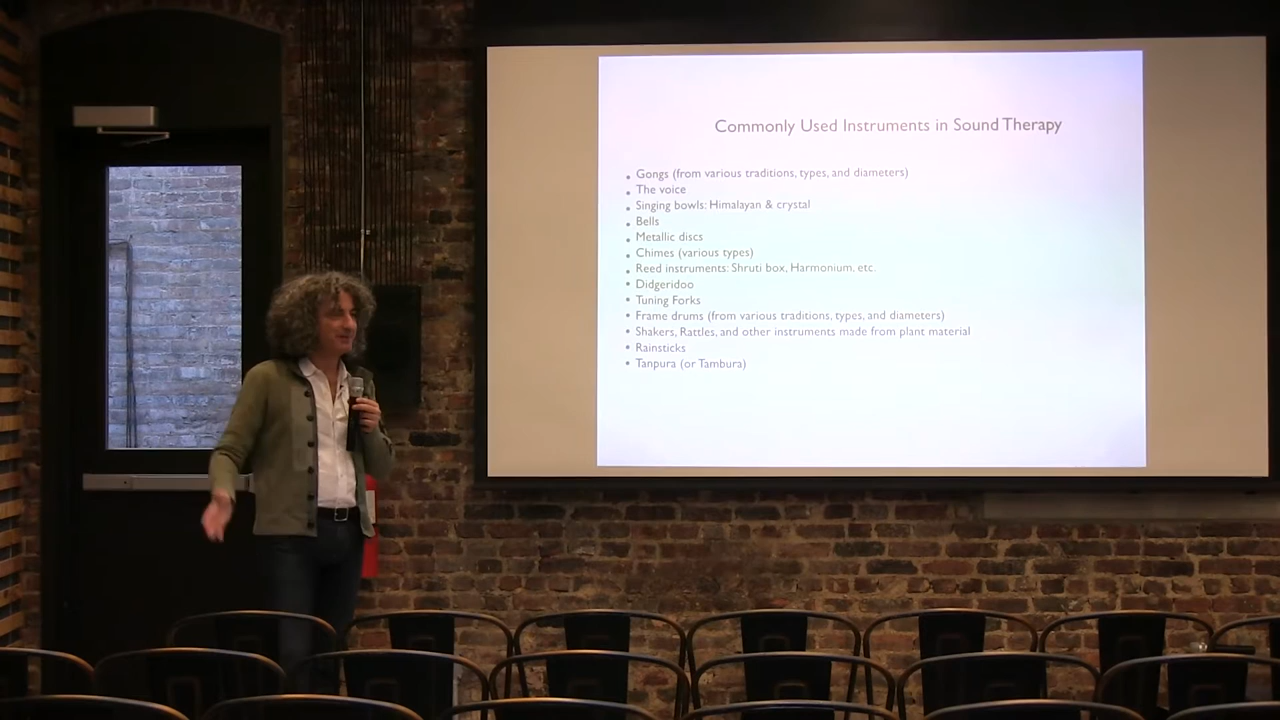 Commonly Used Instruments in Sound Therapy
• Gongs (from various traditions, types, and diameters)
• The voice
• Singing bowls: Himalayan & crystal
• Bells
• Metallic discs
• Chimes (various types)
• Reed instruments: Shruti box, Harmonium, etc.
• Didgeridoo
• Tuning Forks
• Frame drums (from various traditions, types, and diameters)
• Shakers, Rattles, and other instruments made from plant material
• Rainsticks
• Tanpura (or Tambura)